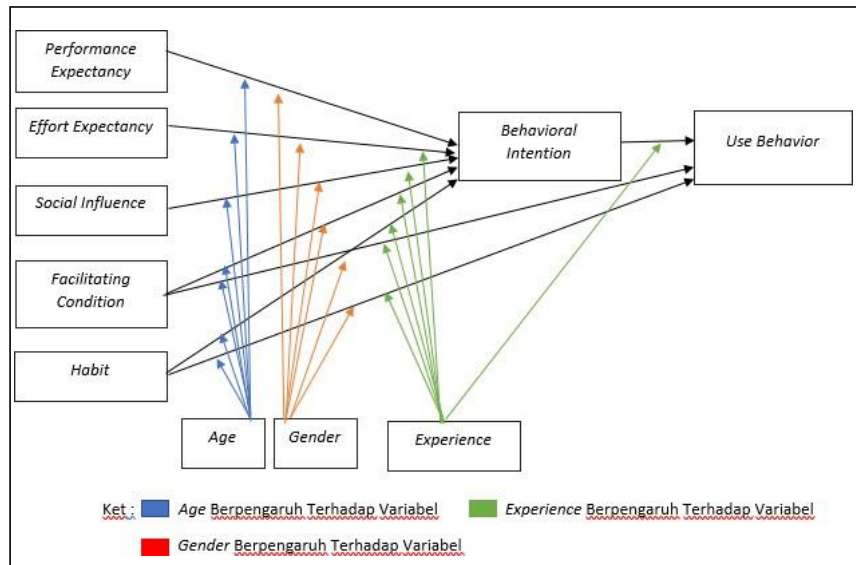 Performance
Expectancy
Effort Expectancy
Social Influence
Facilitating
Condition
Habit
Behavioral
Intention
Use Behavior
Age
Gender
Experience
Ket : Age Berpengaruh Terhadap Variabel
Experience Berpengaruh Terhadap Variabel
Gender Berpengaruh Terhadap Variabel